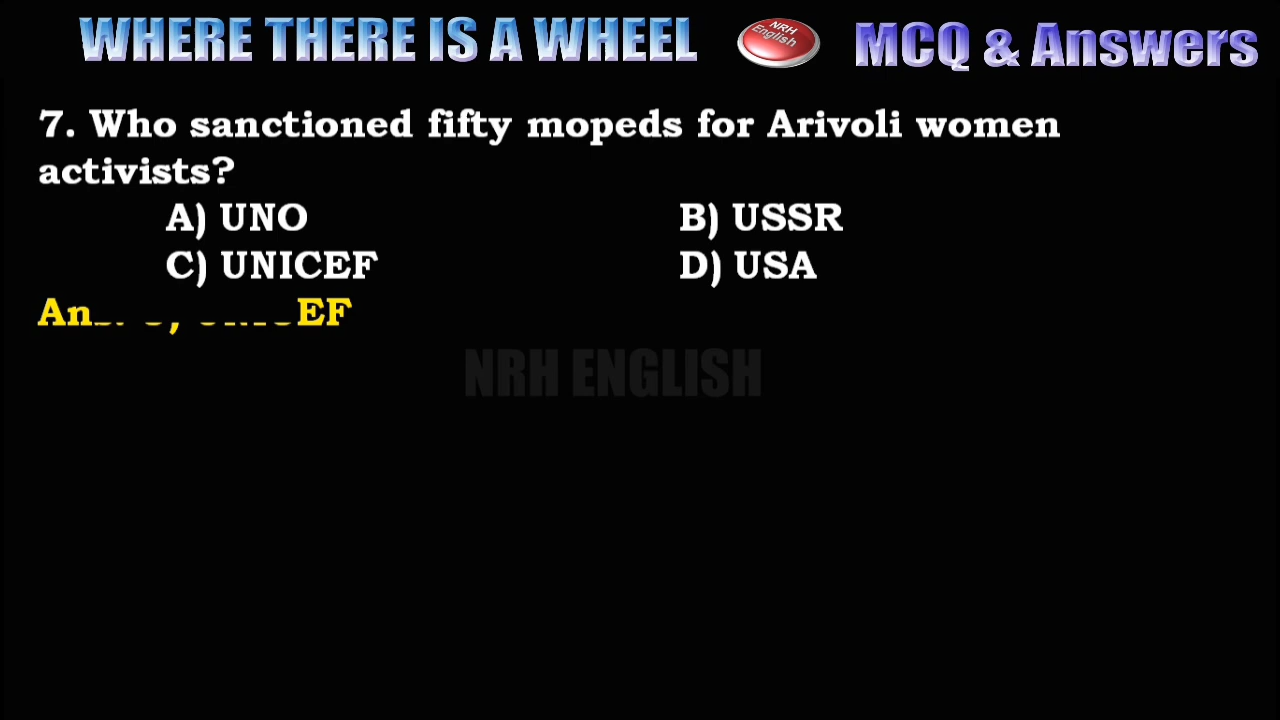 WHERE THERE IS A WHEEL
NRH English
MCQ & Answers
7. Who sanctioned fifty mopeds for Arivoli women
activists?
A) UNO B) USSR
C) UNICEF D) USA
Ans. C) UNICEF
NRH ENGLISH